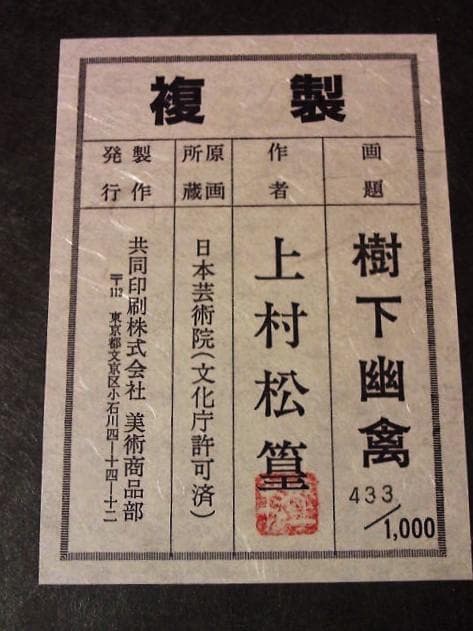 複製
画題
樹下幽禽
433/1,000
作者
上村松篁
原画所蔵
日本芸術院(文化庁許可済)
製作発行
共同印刷株式会社 美術商品部
〒112 東京都文京区小石川四―十四―十二